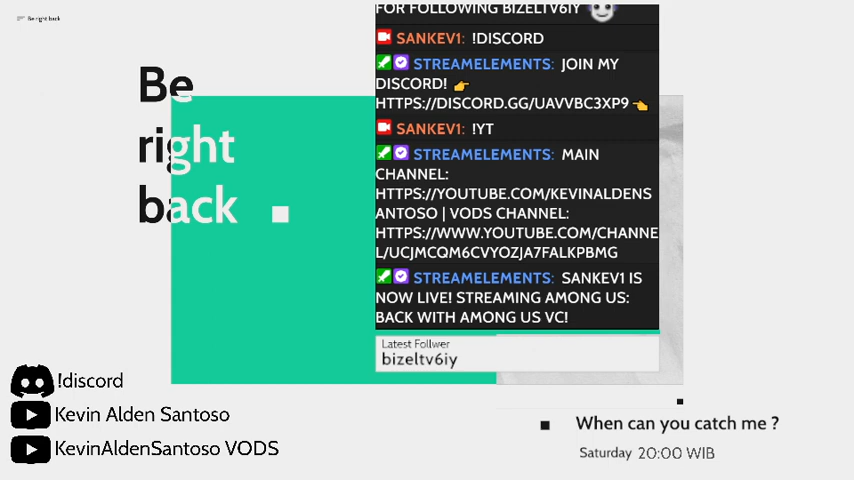 Be right back
Be
right
back
FOR FOLLOWING BIZELTV6IY
SANKEV1: !DISCORD
STREAMELEMENTS: JOIN MY
DISCORD! 👉
HTTPS://DISCORD.GG/UAVVBC3XP9 👈
SANKEV1: !YT
STREAMELEMENTS: MAIN
CHANNEL:
HTTPS://YOUTUBE.COM/KEVINALDENS
ANTOSO | VODS CHANNEL:
HTTPS://WWW.YOUTUBE.COM/CHANNE
L/UCJMCQM6CVYOZJA7FALKPBMG
STREAMELEMENTS: SANKEV1 IS
NOW LIVE! STREAMING AMONG US:
BACK WITH AMONG US VC!
Latest Follwer
bizeltv6iy
!discord
Kevin Alden Santoso
KevinAldenSantoso VODS
When can you catch me ?
Saturday 20:00 WIB